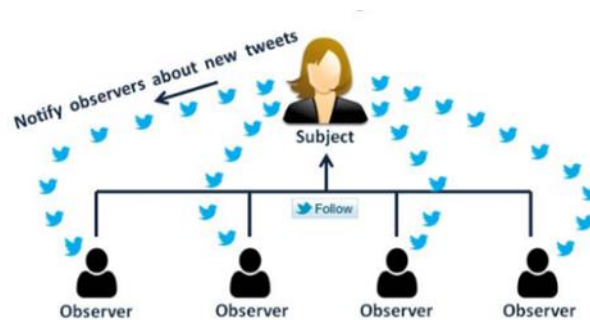 Notify observers about new tweets
Subject
Follow
Observer
Observer
Observer
Observer